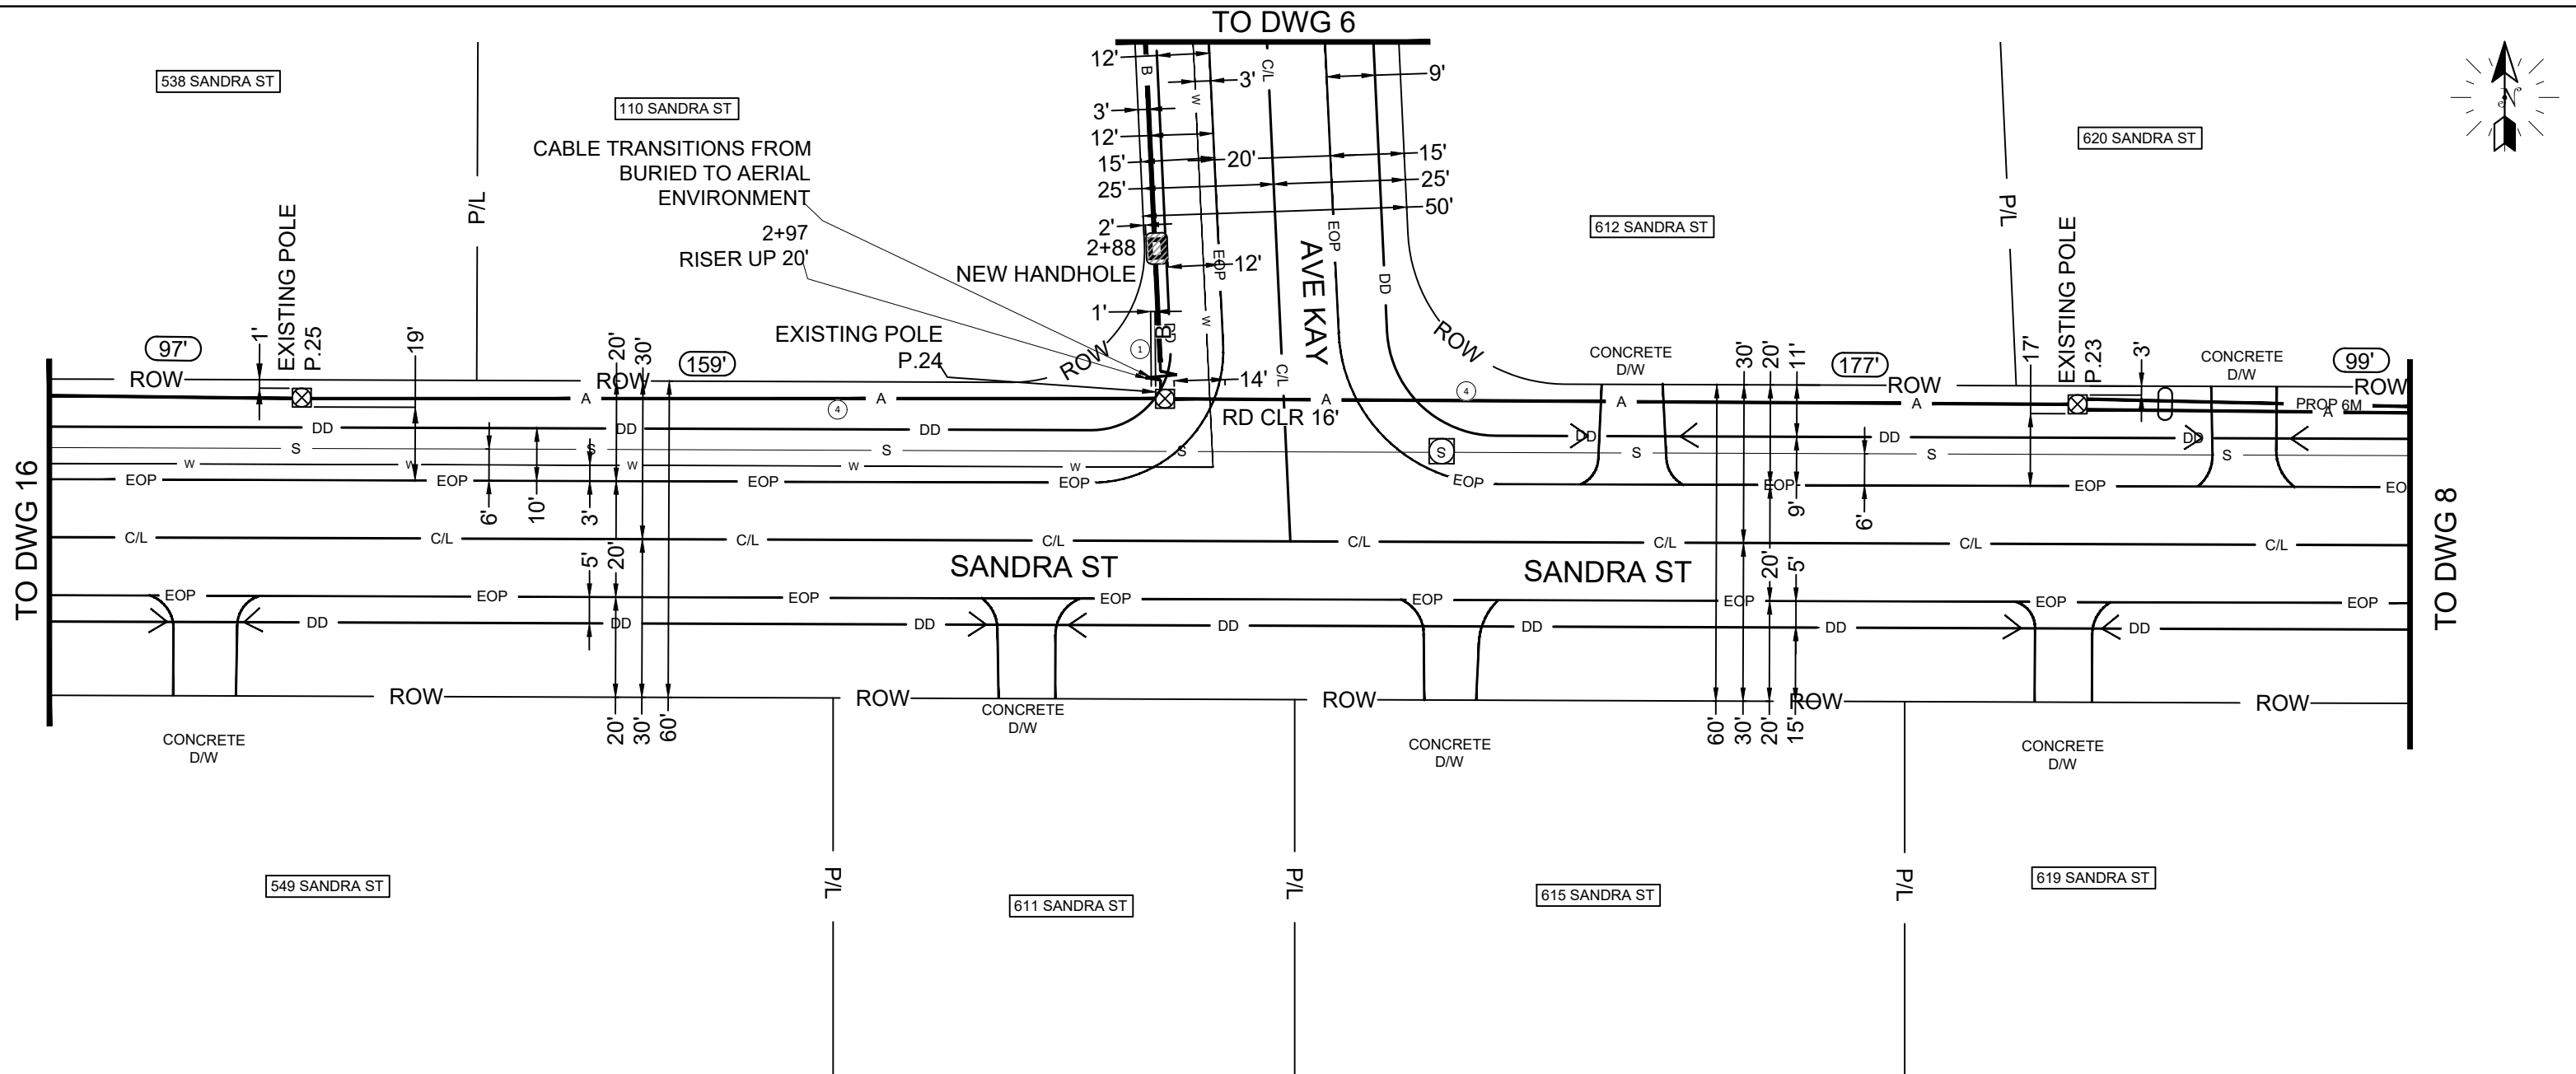 TO DWG 6
538 SANDRA ST
110 SANDRA ST
620 SANDRA ST
612 SANDRA ST
P/L
P/L
N
12'
3'
9'
B
W
C/L
3'
12'
15'
20'
15'
25'
25'
50'
2'
CABLE TRANSITIONS FROM
BURIED TO AERIAL
ENVIRONMENT
2+97
RISER UP 20'
2+88
NEW HANDHOLE
12'
EOP
EOP
DD
W
AVE KAY
1'
B
1
C/L
EXISTING POLE
P.24
14'
RD CLR 16'
ROW
ROW
EXISTING POLE
P.25
EXISTING POLE
P.23
97'
1'
19'
20'
30'
159'
CONCRETE
D/W
30'
20'
11'
177'
17'
3'
CONCRETE
D/W
99'
ROW
ROW
ROW
ROW
A
4
A
A
4
A
A
PROP 6M
A
DD
DD
DD
DD
DD
DD
DD
S
S
S
S
S
S
S
S
W
W
W
W
W
EOP
EOP
EOP
EOP
EOP
EOP
EOP
EO
6'
10'
3'
9'
6'
TO DWG 16
TO DWG 8
C/L
C/L
C/L
C/L
C/L
C/L
C/L
C/L
5'
20'
20'
5'
SANDRA ST
SANDRA ST
EOP
EOP
EOP
EOP
EOP
EOP
EOP
EOP
DD
DD
DD
DD
DD
DD
DD
ROW
ROW
ROW
ROW
ROW
20'
30'
60'
60'
30'
20'
15'
CONCRETE
D/W
CONCRETE
D/W
CONCRETE
D/W
CONCRETE
D/W
P/L
P/L
P/L
549 SANDRA ST
611 SANDRA ST
615 SANDRA ST
619 SANDRA ST